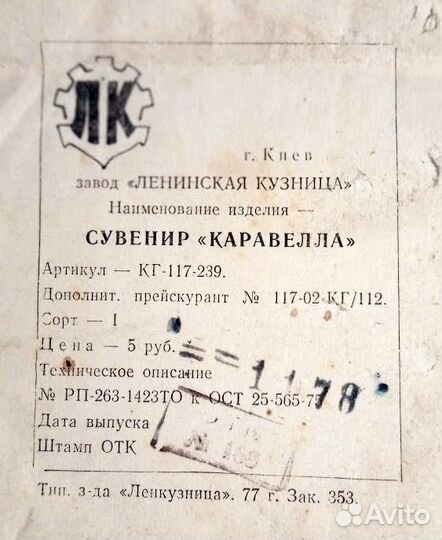 ЛК
г. Киев
завод «ЛЕНИНСКАЯ КУЗНИЦА»
Наименование изделия —
СУВЕНИР «КАРАВЕЛЛА»
Артикул — КГ-117-239.
Дополнит. прейскурант № 117-02-КГ/112.
Сорт — I
Цена — 5 руб.
Техническое описание
№ РП-263-1423ТО к ОСТ 25-565-75
Дата выпуска
Штамп ОТК
Тип. з-да «Ленкузница». 77 г. Зак. 353.
Avito